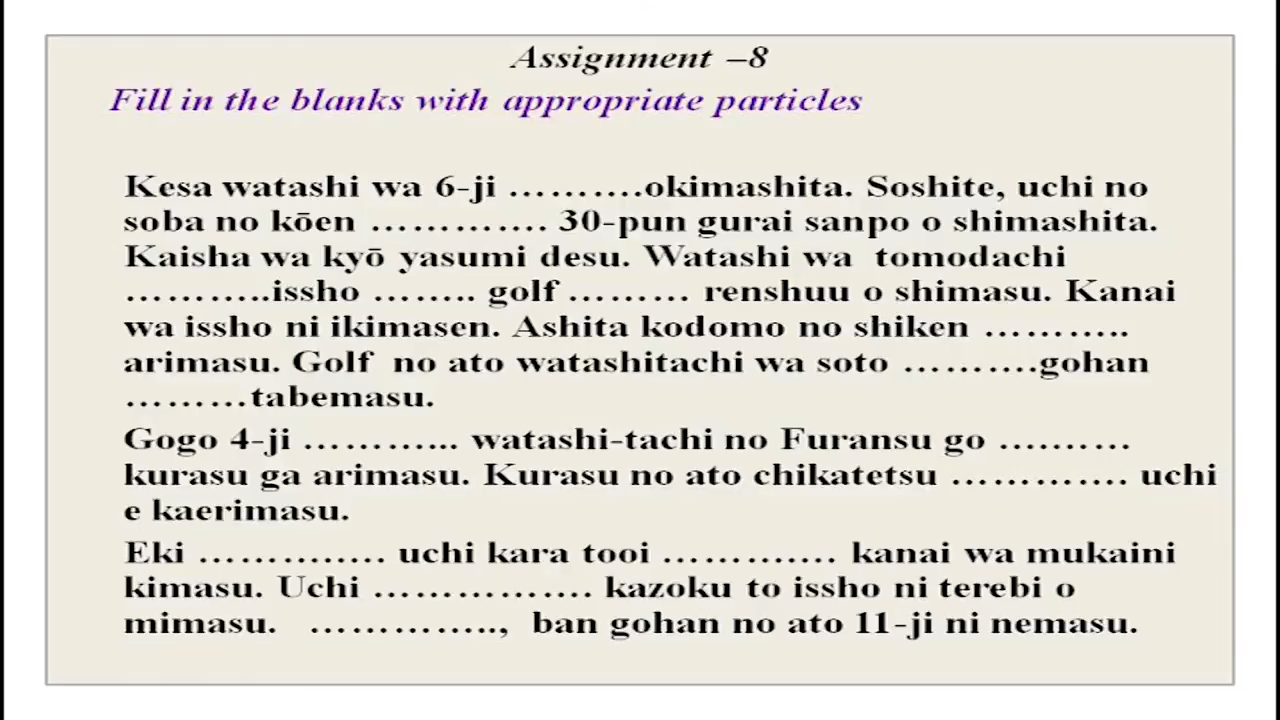 Assignment –8
Fill in the blanks with appropriate particles
Kesa watashi wa 6-ji ……….okimashita. Soshite, uchi no
soba no kōen …………. 30-pun gurai sanpo o shimashita.
Kaisha wa kyō yasumi desu. Watashi wa tomodachi
………..issho …….. golf ……… renshuu o shimasu. Kanai
wa issho ni ikimasen. Ashita kodomo no shiken ………..
arimasu. Golf no ato watashitachi wa soto ……….gohan
………tabemasu.
Gogo 4-ji ………... watashi-tachi no Furansu go ….……
kurasu ga arimasu. Kurasu no ato chikatetsu …………. uchi
e kaerimasu.
Eki ………….…. uchi kara tooi ……….…. kanai wa mukaini
kimasu. Uchi ……………. kazoku to issho ni terebi o
mimasu. …………., ban gohan no ato 11-ji ni nemasu.